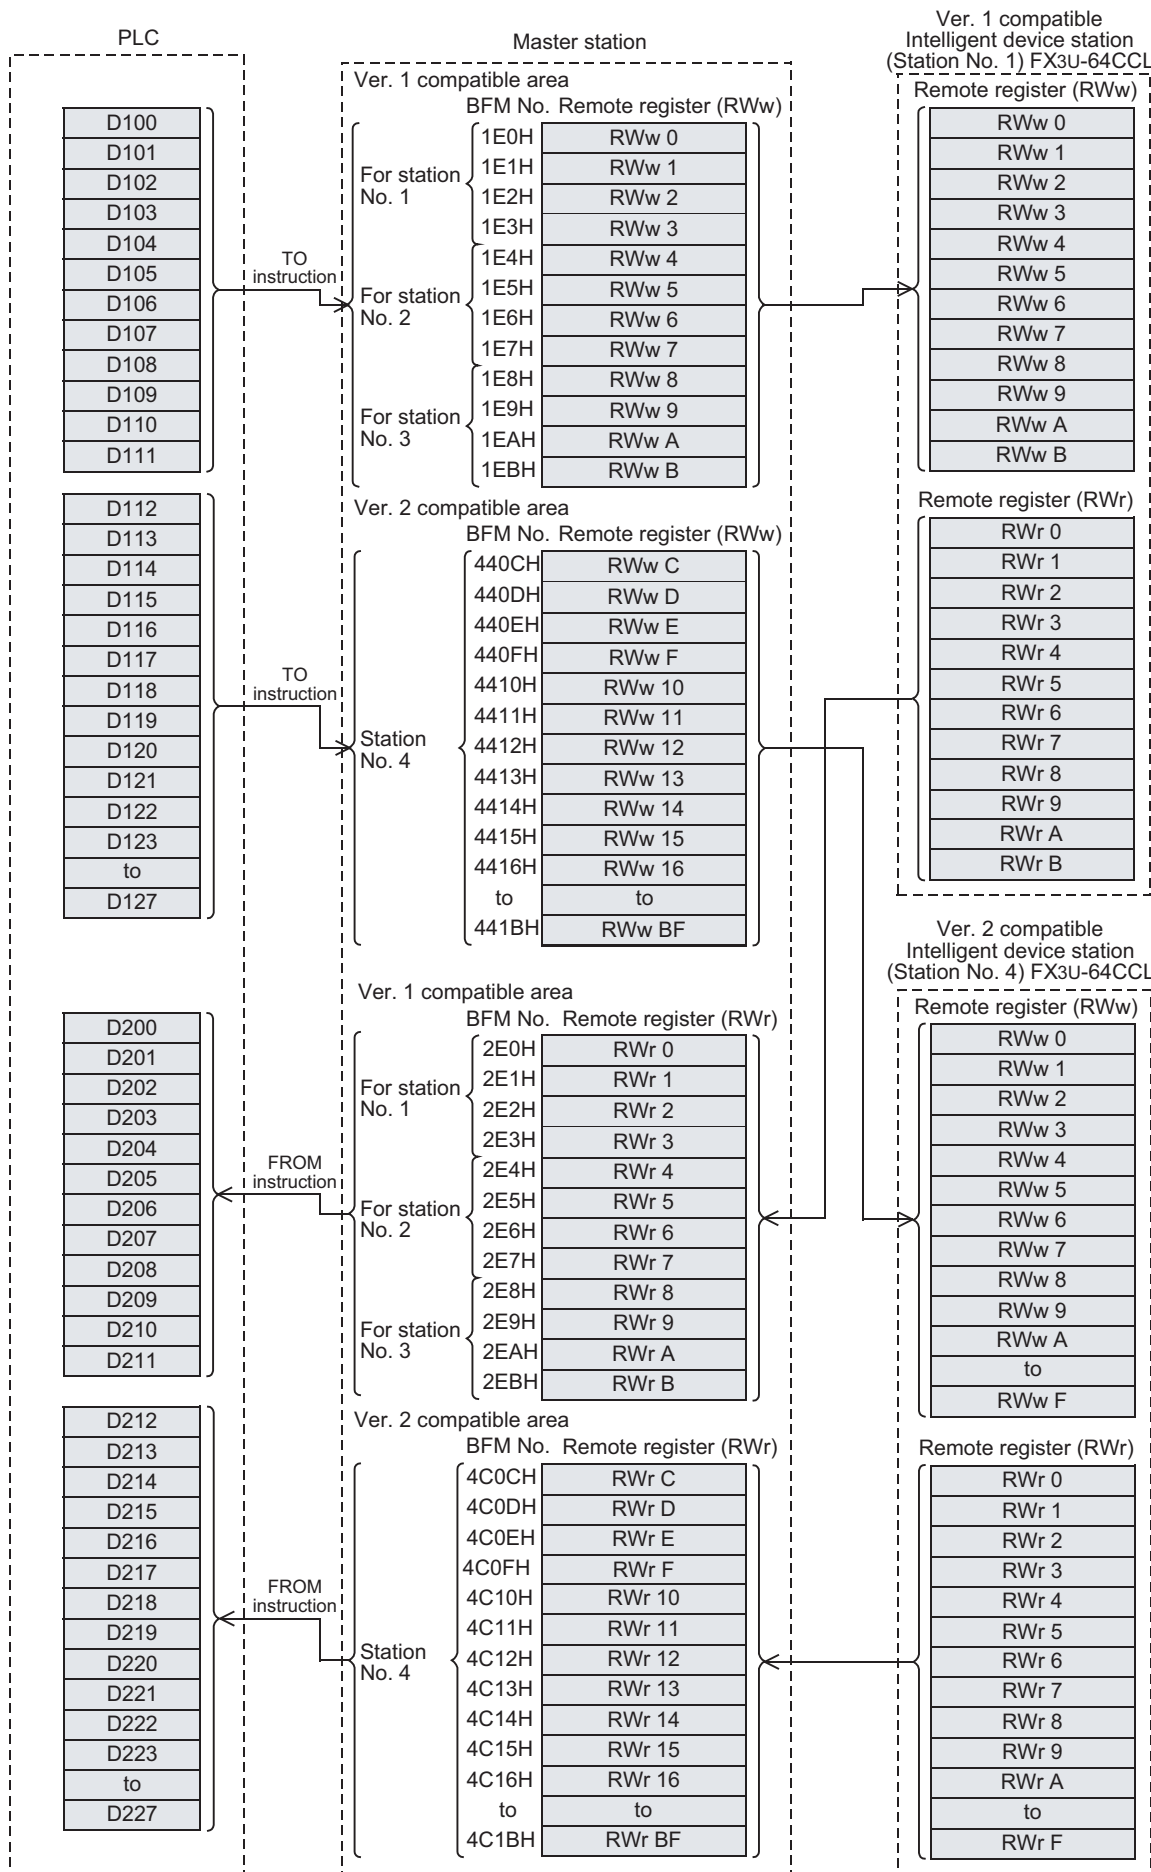 PLC
Master station
Ver. 1 compatible
Intelligent device station
(Station No. 1) FX3U-64CCL
D100
D101
D102
D103
D104
D105
D106
D107
D108
D109
D110
D111
TO
instruction
Ver. 1 compatible area
BFM No. Remote register (RWw)
For station
No. 1
1E0H RWw 0
1E1H RWw 1
1E2H RWw 2
1E3H RWw 3
For station
No. 2
1E4H RWw 4
1E5H RWw 5
1E6H RWw 6
1E7H RWw 7
For station
No. 3
1E8H RWw 8
1E9H RWw 9
1EAH RWw A
1EBH RWw B
Remote register (RWw)
RWw 0
RWw 1
RWw 2
RWw 3
RWw 4
RWw 5
RWw 6
RWw 7
RWw 8
RWw 9
RWw A
RWw B
D112
D113
D114
D115
D116
D117
D118
D119
D120
D121
D122
D123
to
D127
TO
instruction
Ver. 2 compatible area
BFM No. Remote register (RWw)
Station
No. 4
440CH RWw C
440DH RWw D
440EH RWw E
440FH RWw F
4410H RWw 10
4411H RWw 11
4412H RWw 12
4413H RWw 13
4414H RWw 14
4415H RWw 15
4416H RWw 16
to to
441BH RWw BF
Remote register (RWr)
RWr 0
RWr 1
RWr 2
RWr 3
RWr 4
RWr 5
RWr 6
RWr 7
RWr 8
RWr 9
RWr A
RWr B
Ver. 2 compatible
Intelligent device station
(Station No. 4) FX3U-64CCL
D200
D201
D202
D203
D204
D205
D206
D207
D208
D209
D210
D211
FROM
instruction
Ver. 1 compatible area
BFM No. Remote register (RWr)
For station
No. 1
2E0H RWr 0
2E1H RWr 1
2E2H RWr 2
2E3H RWr 3
For station
No. 2
2E4H RWr 4
2E5H RWr 5
2E6H RWr 6
2E7H RWr 7
For station
No. 3
2E8H RWr 8
2E9H RWr 9
2EAH RWr A
2EBH RWr B
Remote register (RWw)
RWw 0
RWw 1
RWw 2
RWw 3
RWw 4
RWw 5
RWw 6
RWw 7
RWw 8
RWw 9
RWw A
to
RWw F
D212
D213
D214
D215
D216
D217
D218
D219
D220
D221
D222
D223
to
D227
FROM
instruction
Ver. 2 compatible area
BFM No. Remote register (RWr)
Station
No. 4
4C0CH RWr C
4C0DH RWr D
4C0EH RWr E
4C0FH RWr F
4C10H RWr 10
4C11H RWr 11
4C12H RWr 12
4C13H RWr 13
4C14H RWr 14
4C15H RWr 15
4C16H RWr 16
to to
4C1BH RWr BF
Remote register (RWr)
RWr 0
RWr 1
RWr 2
RWr 3
RWr 4
RWr 5
RWr 6
RWr 7
RWr 8
RWr 9
RWr A
to
RWr F